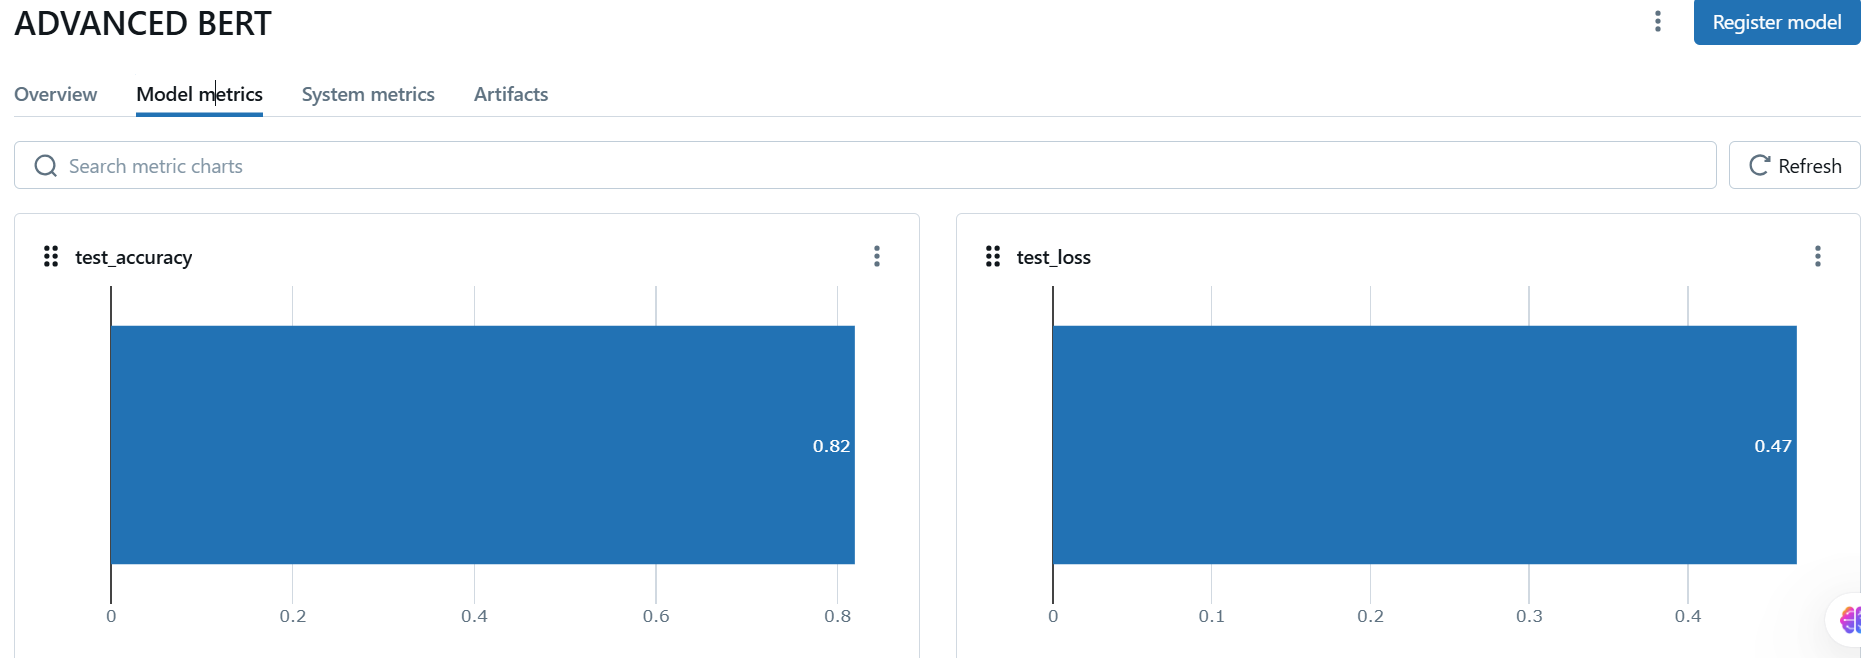 ADVANCED BERT
Register model
Overview Model metrics System metrics Artifacts
Search metric charts
Refresh
test_accuracy
0.82
0 0.2 0.4 0.6 0.8
test_loss
0.47
0 0.1 0.2 0.3 0.4